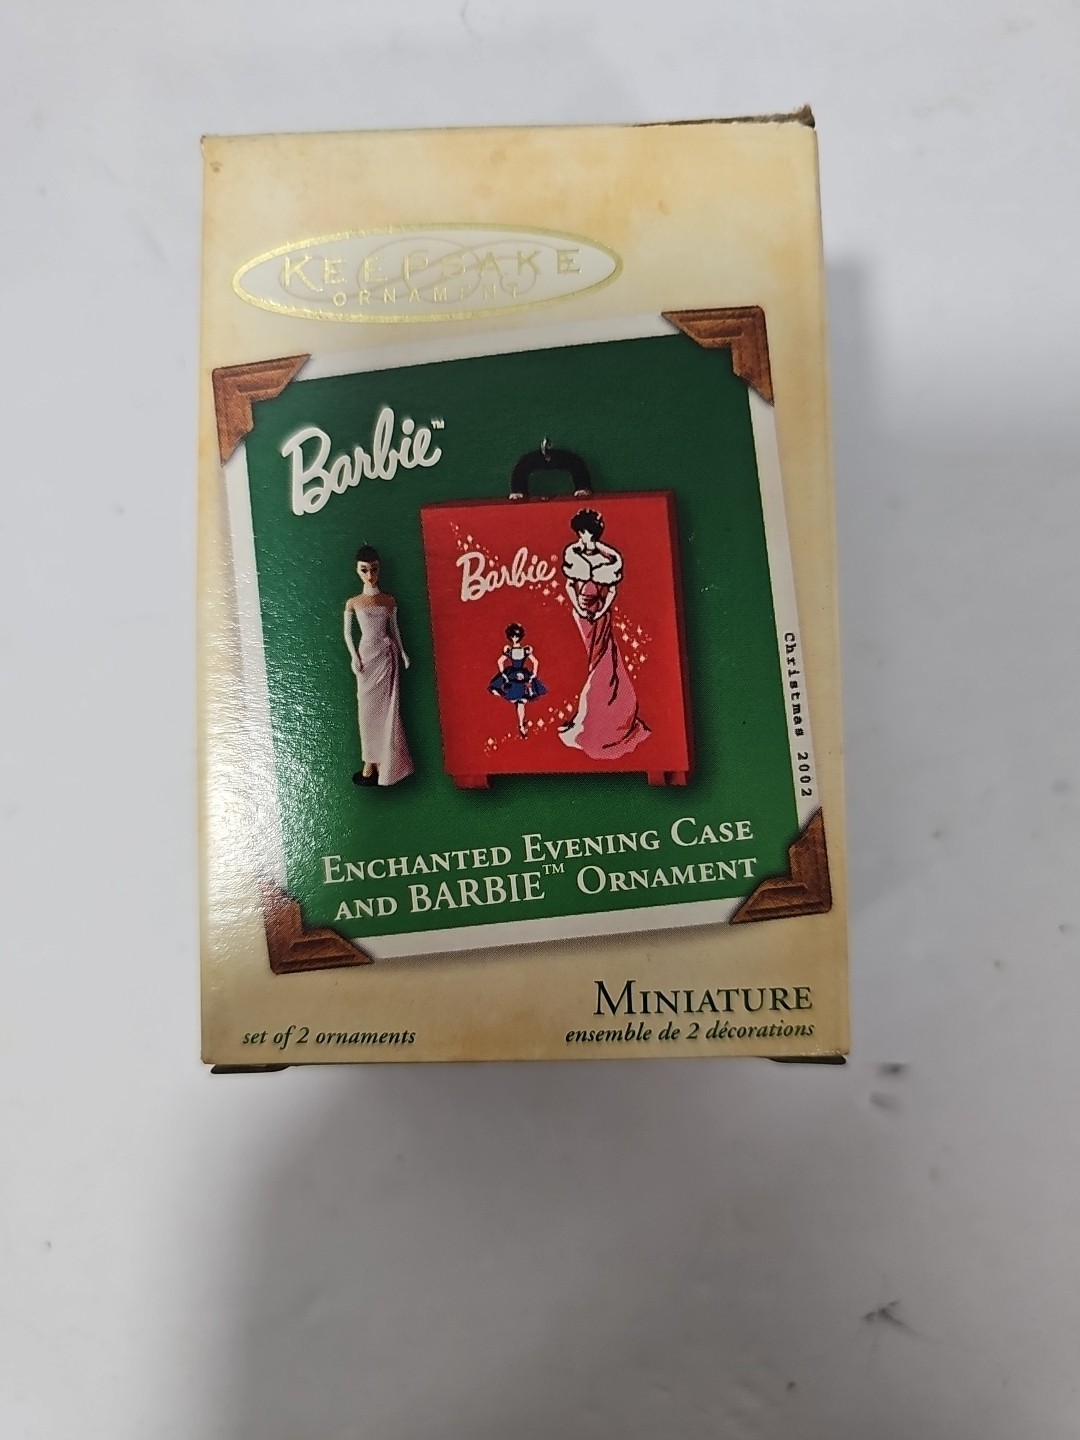 KEEPSAKE
ORNAMENT
Barbie™
Barbie®
Christmas 2002
ENCHANTED EVENING CASE
AND BARBIE™ ORNAMENT
MINIATURE
set of 2 ornaments
ensemble de 2 décorations